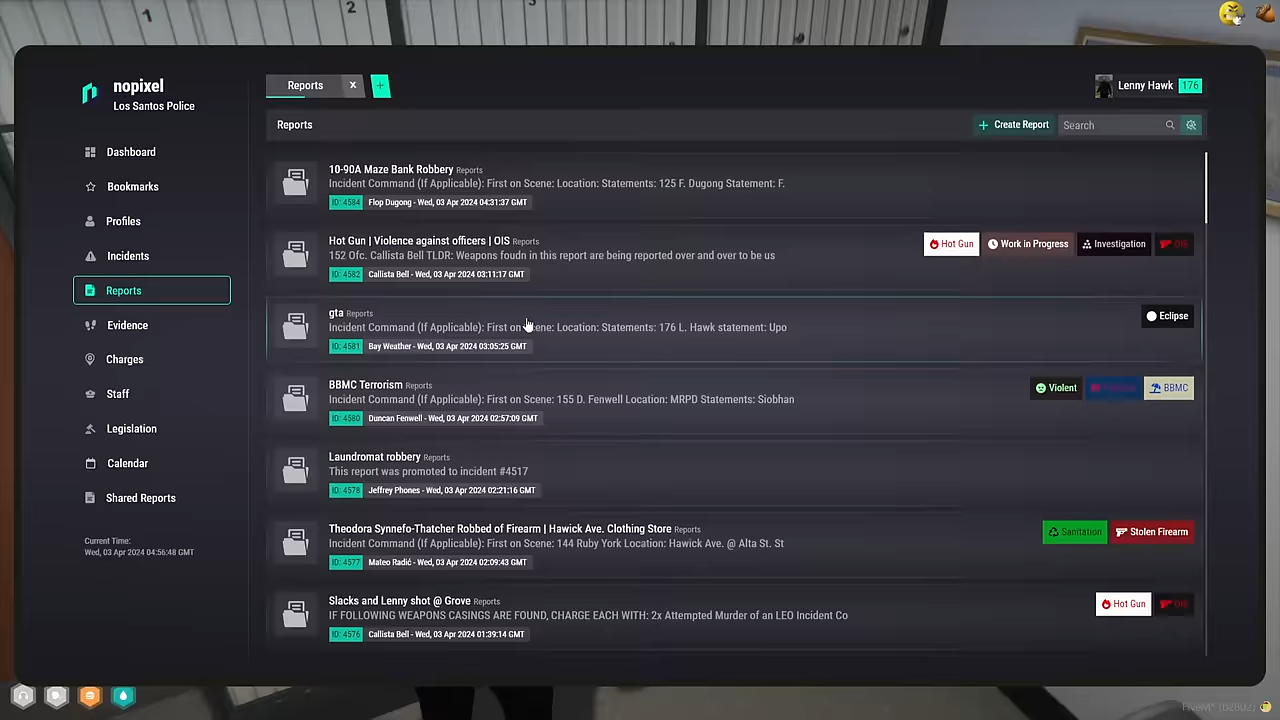 1
2
3
nopixel
Los Santos Police
Dashboard
Bookmarks
Profiles
Incidents
Reports
Evidence
Charges
Staff
Legislation
Calendar
Shared Reports
Current Time:
Wed, 03 Apr 2024 04:56:48 GMT
Reports x +
Lenny Hawk 176
Reports
+ Create Report
Search
10-90A Maze Bank Robbery Reports
Incident Command (If Applicable): First on Scene: Location: Statements: 125 F. Dugong Statement: F.
ID: 4584 Flop Dugong - Wed, 03 Apr 2024 04:31:37 GMT
Hot Gun | Violence against officers | OIS Reports
152 Ofc. Callista Bell TLDR: Weapons foudn in this report are being reported over and over to be us
ID: 4582 Callista Bell - Wed, 03 Apr 2024 03:11:17 GMT
Hot Gun Work in Progress Investigation OIS
gta Reports
Incident Command (If Applicable): First on Scene: Location: Statements: 176 L. Hawk statement: Upo
ID: 4581 Bay Weather - Wed, 03 Apr 2024 03:05:25 GMT
Eclipse
BBMC Terrorism Reports
Incident Command (If Applicable): First on Scene: 155 D. Fenwell Location: MRPD Statements: Siobhan
ID: 4580 Duncan Fenwell - Wed, 03 Apr 2024 02:57:09 GMT
Violent BBMC
Laundromat robbery Reports
This report was promoted to incident #4517
ID: 4578 Jeffrey Phones - Wed, 03 Apr 2024 02:21:16 GMT
Theodora Synnefo-Thatcher Robbed of Firearm | Hawick Ave. Clothing Store Reports
Incident Command (If Applicable): First on Scene: 144 Ruby York Location: Hawick Ave. @ Alta St. St
ID: 4577 Mateo Radić - Wed, 03 Apr 2024 02:09:43 GMT
Sanitation Stolen Firearm
Slacks and Lenny shot @ Grove Reports
IF FOLLOWING WEAPONS CASINGS ARE FOUND, CHARGE EACH WITH: 2x Attempted Murder of an LEO Incident Co
ID: 4576 Callista Bell - Wed, 03 Apr 2024 01:39:14 GMT
Hot Gun OIS